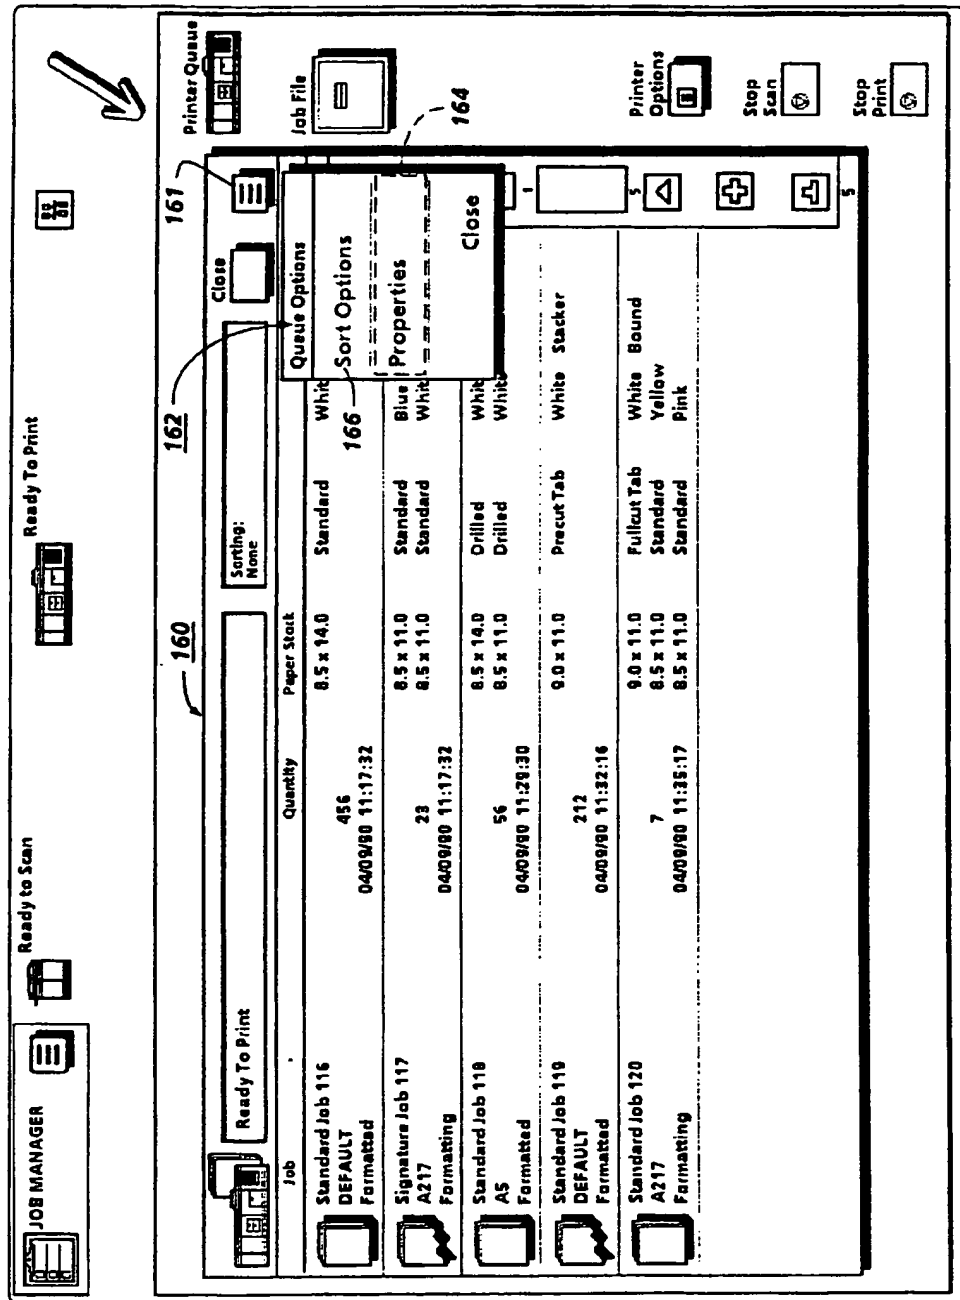 JOB MANAGER
Ready to Scan
Ready To Print
160
162
161
Ready To Print
Sorting:
None
Close
Printer Queue
Job
Quantity
Paper Stock
Queue Options
Sort Options
Properties
Close
166
164
Job File
Standard Job 116
DEFAULT
Formatted
456
04/09/90 11:17:32
8.5 x 14.0 Standard
Signature Job 117
A217
Formatting
23
04/09/90 11:17:32
8.5 x 11.0 Standard Blue
8.5 x 11.0 Standard
Standard Job 118
A5
Formatted
56
04/09/90 11:29:30
8.5 x 14.0 Drilled
8.5 x 11.0 Drilled
Standard Job 119
DEFAULT
Formatted
212
04/09/90 11:32:16
9.0 x 11.0 Precut Tab White Stacker
Standard Job 120
A217
Formatting
7
04/09/90 11:35:17
9.0 x 11.0 Fullcut Tab White Bound
8.5 x 11.0 Standard Yellow
8.5 x 11.0 Standard Pink
1
5
5
Printer
Options
Stop
Scan
Stop
Print